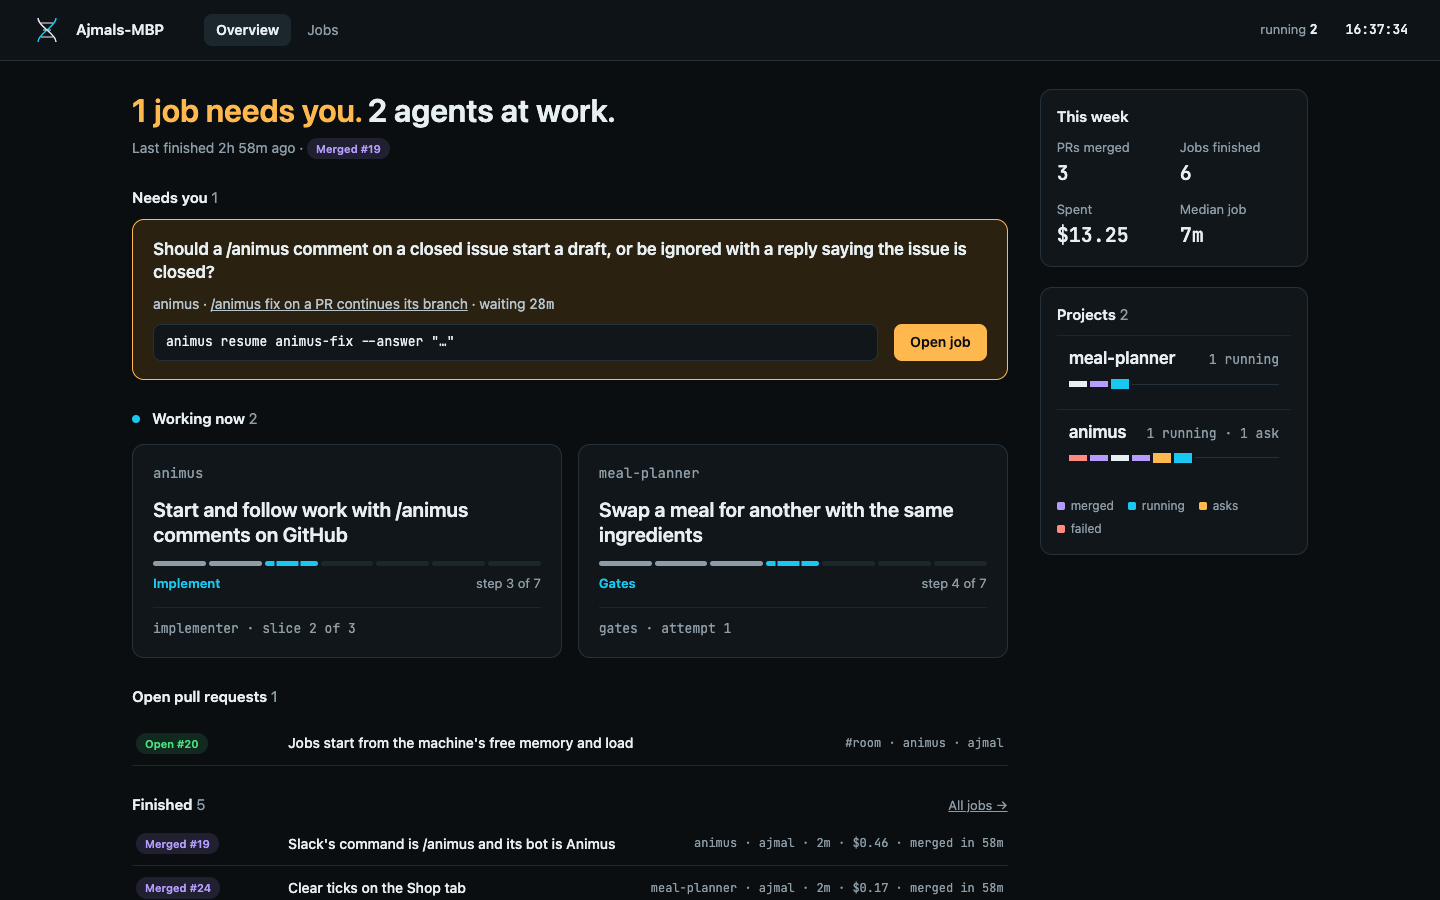 Ajmals-MBP
Overview
Jobs
running 2
16:37:34
1 job needs you. 2 agents at work.
Last finished 2h 58m ago · Merged #19
Needs you 1
Should a /animus comment on a closed issue start a draft, or be ignored with a reply saying the issue is
closed?
animus · /animus fix on a PR continues its branch · waiting 28m
animus resume animus-fix --answer "…"
Open job
Working now 2
animus
Start and follow work with /animus
comments on GitHub
Implement
step 3 of 7
implementer · slice 2 of 3
meal-planner
Swap a meal for another with the same
ingredients
Gates
step 4 of 7
gates · attempt 1
Open pull requests 1
Open #20
Jobs start from the machine's free memory and load
#room · animus · ajmal
Finished 5
All jobs →
Merged #19
Slack's command is /animus and its bot is Animus
animus · ajmal · 2m · $0.46 · merged in 58m
Merged #24
Clear ticks on the Shop tab
meal-planner · ajmal · 2m · $0.17 · merged in 58m
This week
PRs merged
3
Jobs finished
6
Spent
$13.25
Median job
7m
Projects 2
meal-planner
1 running
animus
1 running · 1 ask
merged
running
asks
failed